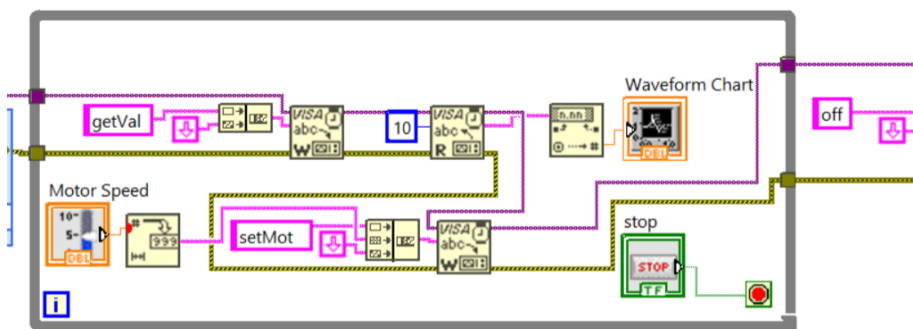 Waveform Chart
getVal
VISA
abc
W
10
VISA
abc
R
n.nn
#
DBL
off
Motor Speed
10-
5-
DBL
#
999
setMot
VISA
abc
W
stop
STOP
TF
i